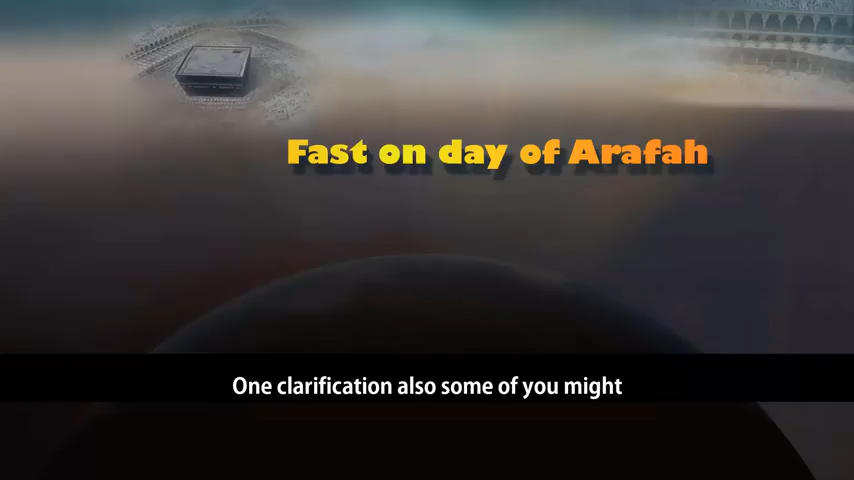 Fast on day of Arafah
One clarification also some of you might